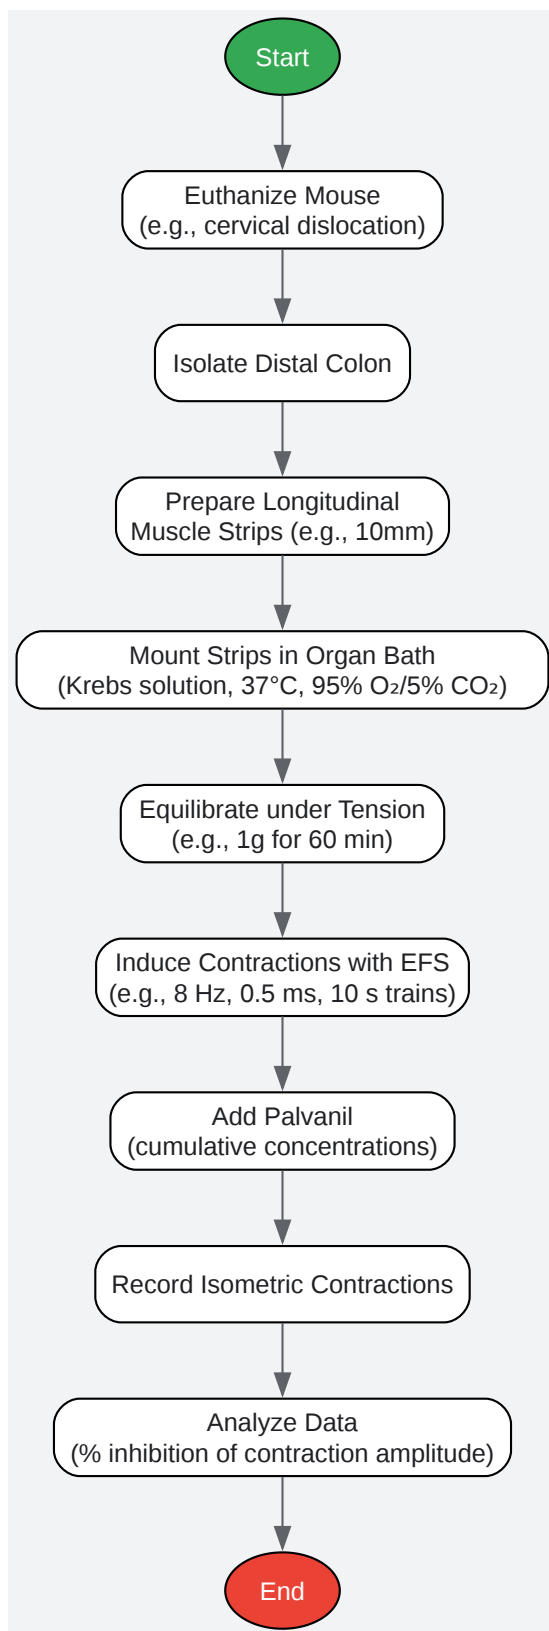 Start
Euthanize Mouse
(e.g., cervical dislocation)
Isolate Distal Colon
Prepare Longitudinal
Muscle Strips (e.g., 10mm)
Mount Strips in Organ Bath
(Krebs solution, 37°C, 95% O₂/5% CO₂)
Equilibrate under Tension
(e.g., 1g for 60 min)
Induce Contractions with EFS
(e.g., 8 Hz, 0.5 ms, 10 s trains)
Add Palvanil
(cumulative concentrations)
Record Isometric Contractions
Analyze Data
(% inhibition of contraction amplitude)
End